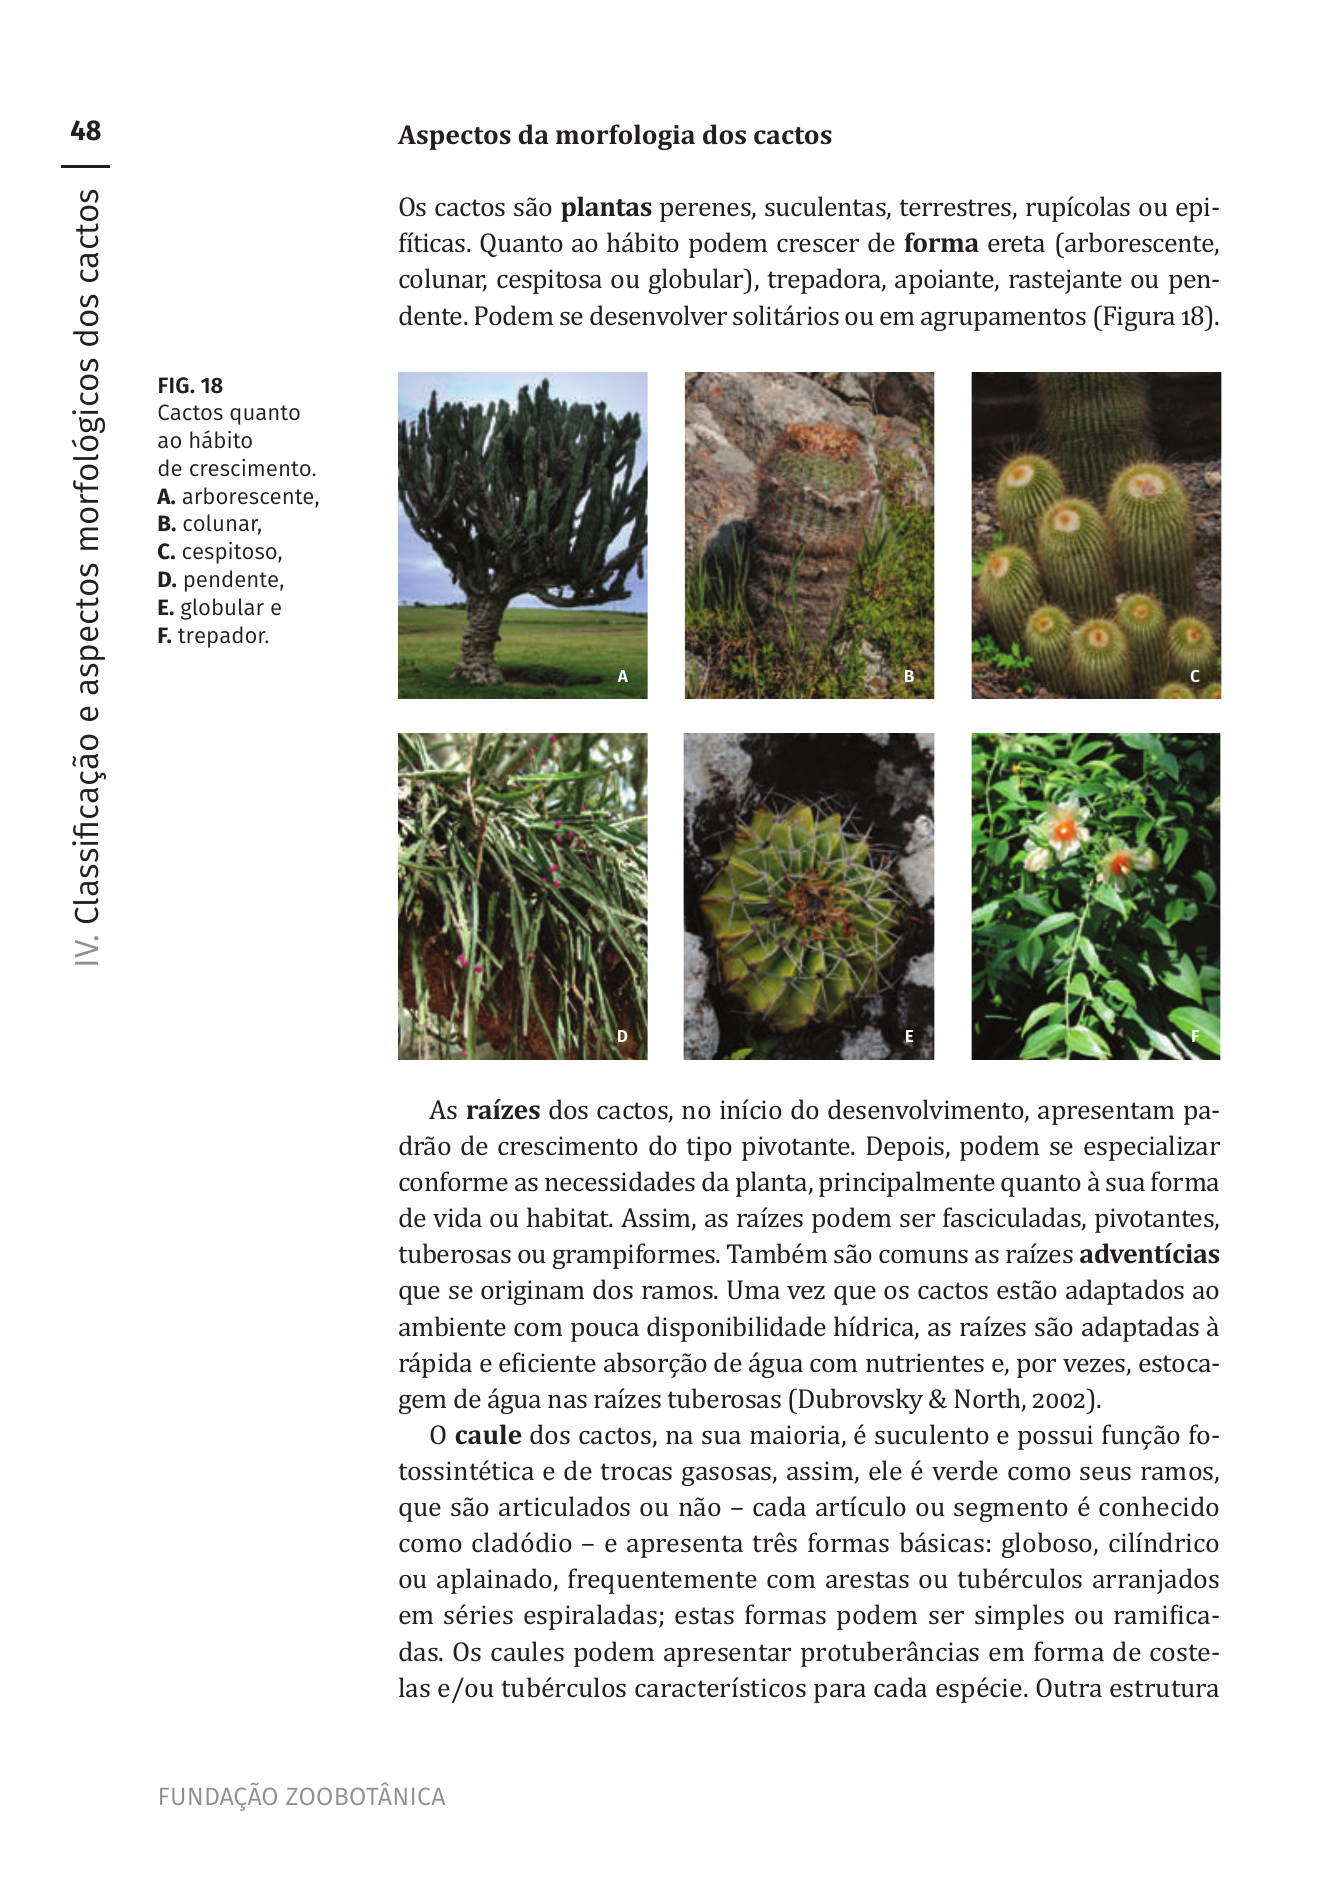 48
IV. Classificação e aspectos morfológicos dos cactos
Aspectos da morfologia dos cactos
Os cactos são plantas perenes, suculentas, terrestres, rupícolas ou epi-
fíticas. Quanto ao hábito podem crescer de forma ereta (arborescente,
colunar, cespitosa ou globular), trepadora, apoiante, rastejante ou pen-
dente. Podem se desenvolver solitários ou em agrupamentos (Figura 18).
FIG. 18
Cactos quanto
ao hábito
de crescimento.
A. arborescente,
B. colunar,
C. cespitoso,
D. pendente,
E. globular e
F. trepador.
A
B
C
D
E
F
As raízes dos cactos, no início do desenvolvimento, apresentam pa-
drão de crescimento do tipo pivotante. Depois, podem se especializar
conforme as necessidades da planta, principalmente quanto à sua forma
de vida ou habitat. Assim, as raízes podem ser fasciculadas, pivotantes,
tuberosas ou grampiformes. Também são comuns as raízes adventícias
que se originam dos ramos. Uma vez que os cactos estão adaptados ao
ambiente com pouca disponibilidade hídrica, as raízes são adaptadas à
rápida e eficiente absorção de água com nutrientes e, por vezes, estoca-
gem de água nas raízes tuberosas (Dubrovsky & North, 2002).
O caule dos cactos, na sua maioria, é suculento e possui função fo-
tossintética e de trocas gasosas, assim, ele é verde como seus ramos,
que são articulados ou não – cada artículo ou segmento é conhecido
como cladódio – e apresenta três formas básicas: globoso, cilíndrico
ou aplainado, frequentemente com arestas ou tubérculos arranjados
em séries espiraladas; estas formas podem ser simples ou ramifica-
das. Os caules podem apresentar protuberâncias em forma de coste-
las e/ou tubérculos característicos para cada espécie. Outra estrutura
FUNDAÇÃO ZOOBOTÂNICA